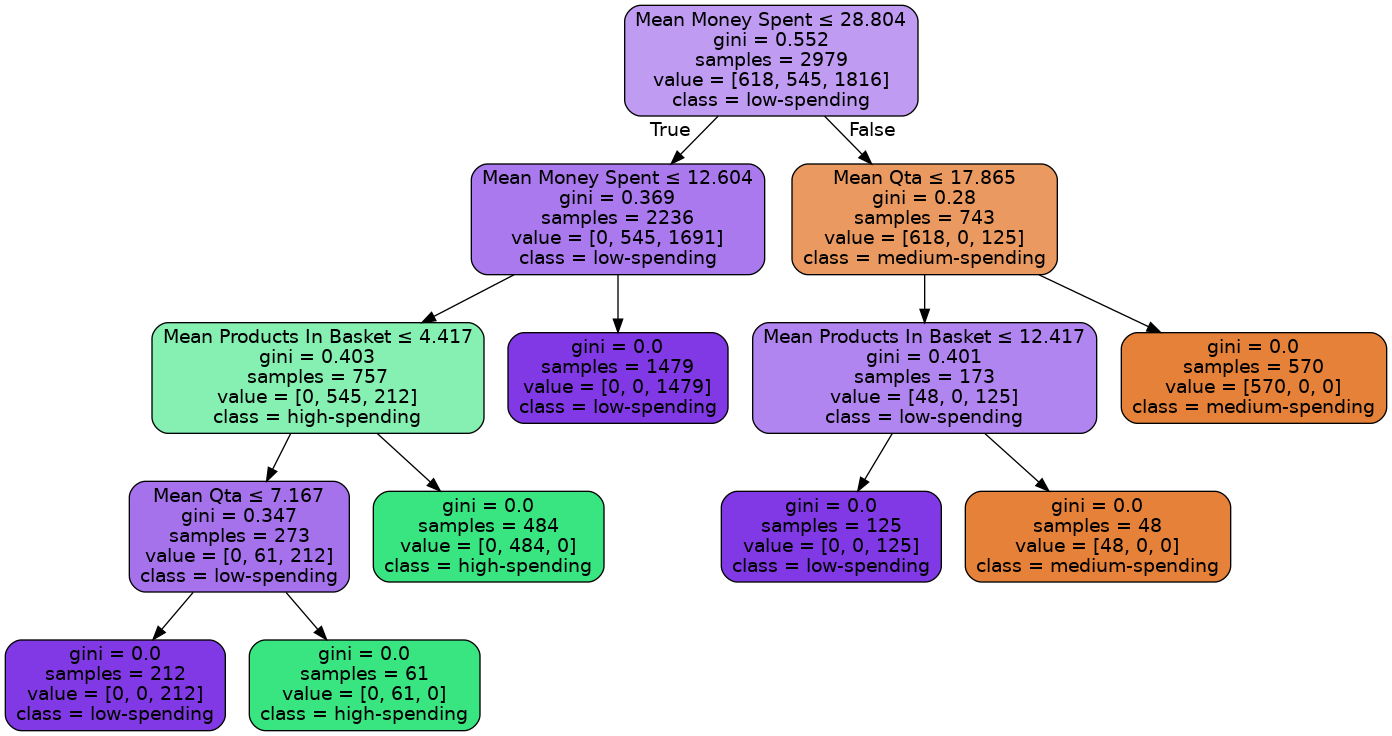 Mean Money Spent ≤ 28.804
gini = 0.552
samples = 2979
value = [618, 545, 1816]
class = low-spending
True
False
Mean Money Spent ≤ 12.604
gini = 0.369
samples = 2236
value = [0, 545, 1691]
class = low-spending
Mean Qta ≤ 17.865
gini = 0.28
samples = 743
value = [618, 0, 125]
class = medium-spending
Mean Products In Basket ≤ 4.417
gini = 0.403
samples = 757
value = [0, 545, 212]
class = high-spending
gini = 0.0
samples = 1479
value = [0, 0, 1479]
class = low-spending
Mean Products In Basket ≤ 12.417
gini = 0.401
samples = 173
value = [48, 0, 125]
class = low-spending
gini = 0.0
samples = 570
value = [570, 0, 0]
class = medium-spending
Mean Qta ≤ 7.167
gini = 0.347
samples = 273
value = [0, 61, 212]
class = low-spending
gini = 0.0
samples = 484
value = [0, 484, 0]
class = high-spending
gini = 0.0
samples = 125
value = [0, 0, 125]
class = low-spending
gini = 0.0
samples = 48
value = [48, 0, 0]
class = medium-spending
gini = 0.0
samples = 212
value = [0, 0, 212]
class = low-spending
gini = 0.0
samples = 61
value = [0, 61, 0]
class = high-spending